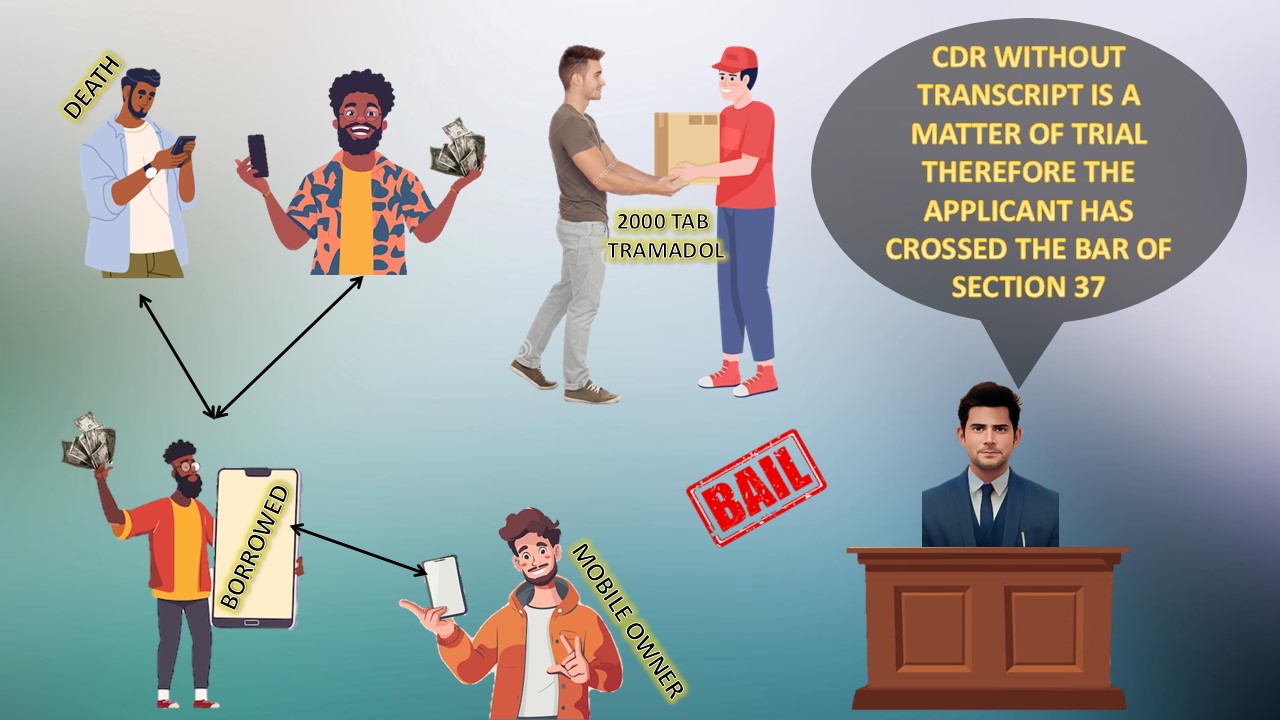 DEATH
2000 TAB
TRAMADOL
CDR WITHOUT
TRANSCRIPT IS A
MATTER OF TRIAL
THEREFORE THE
APPLICANT HAS
CROSSED THE BAR OF
SECTION 37
BAIL
BORROWED
MOBILE OWNER